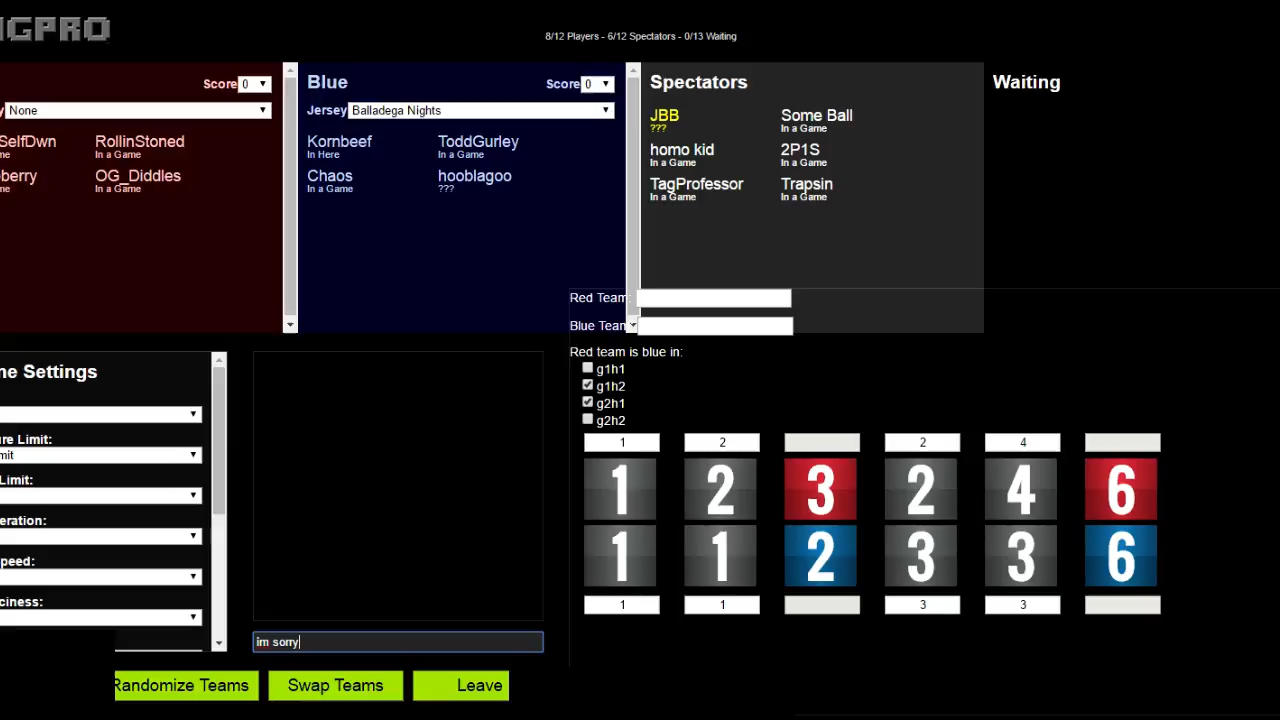 GPRO
8/12 Players - 6/12 Spectators - 0/13 Waiting
Score 0
None
SelfDwn RollinStoned
me In a Game
berry OG_Diddles
me In a Game
Blue Score 0
Jersey Balladega Nights
Kornbeef ToddGurley
In Here In a Game
Chaos hooblagoo
In a Game ???
Spectators
JBB Some Ball
??? In a Game
homo kid 2P1S
In a Game In a Game
TagProfessor Trapsin
In a Game In a Game
Waiting
ne Settings
ure Limit:
mit
Limit:
eration:
peed:
ciness:
im sorry
Randomize Teams Swap Teams Leave
Red Team:
Blue Team
Red team is blue in:
g1h1
g1h2
g2h1
g2h2
1 2 2 4
1 2 3 2 4 6
1 1 2 3 3 6
1 1 3 3